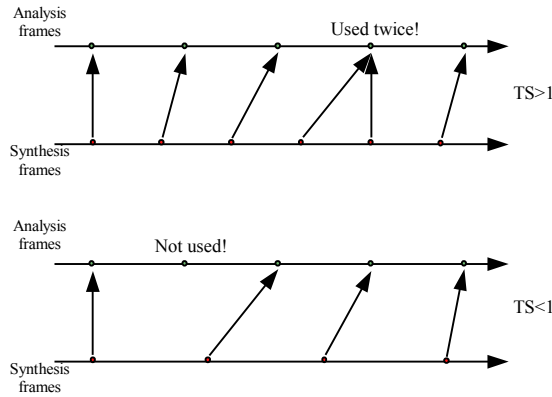 Analysis
frames
Used twice!
TS>1
Synthesis
frames
Analysis
frames
Not used!
TS<1
Synthesis
frames